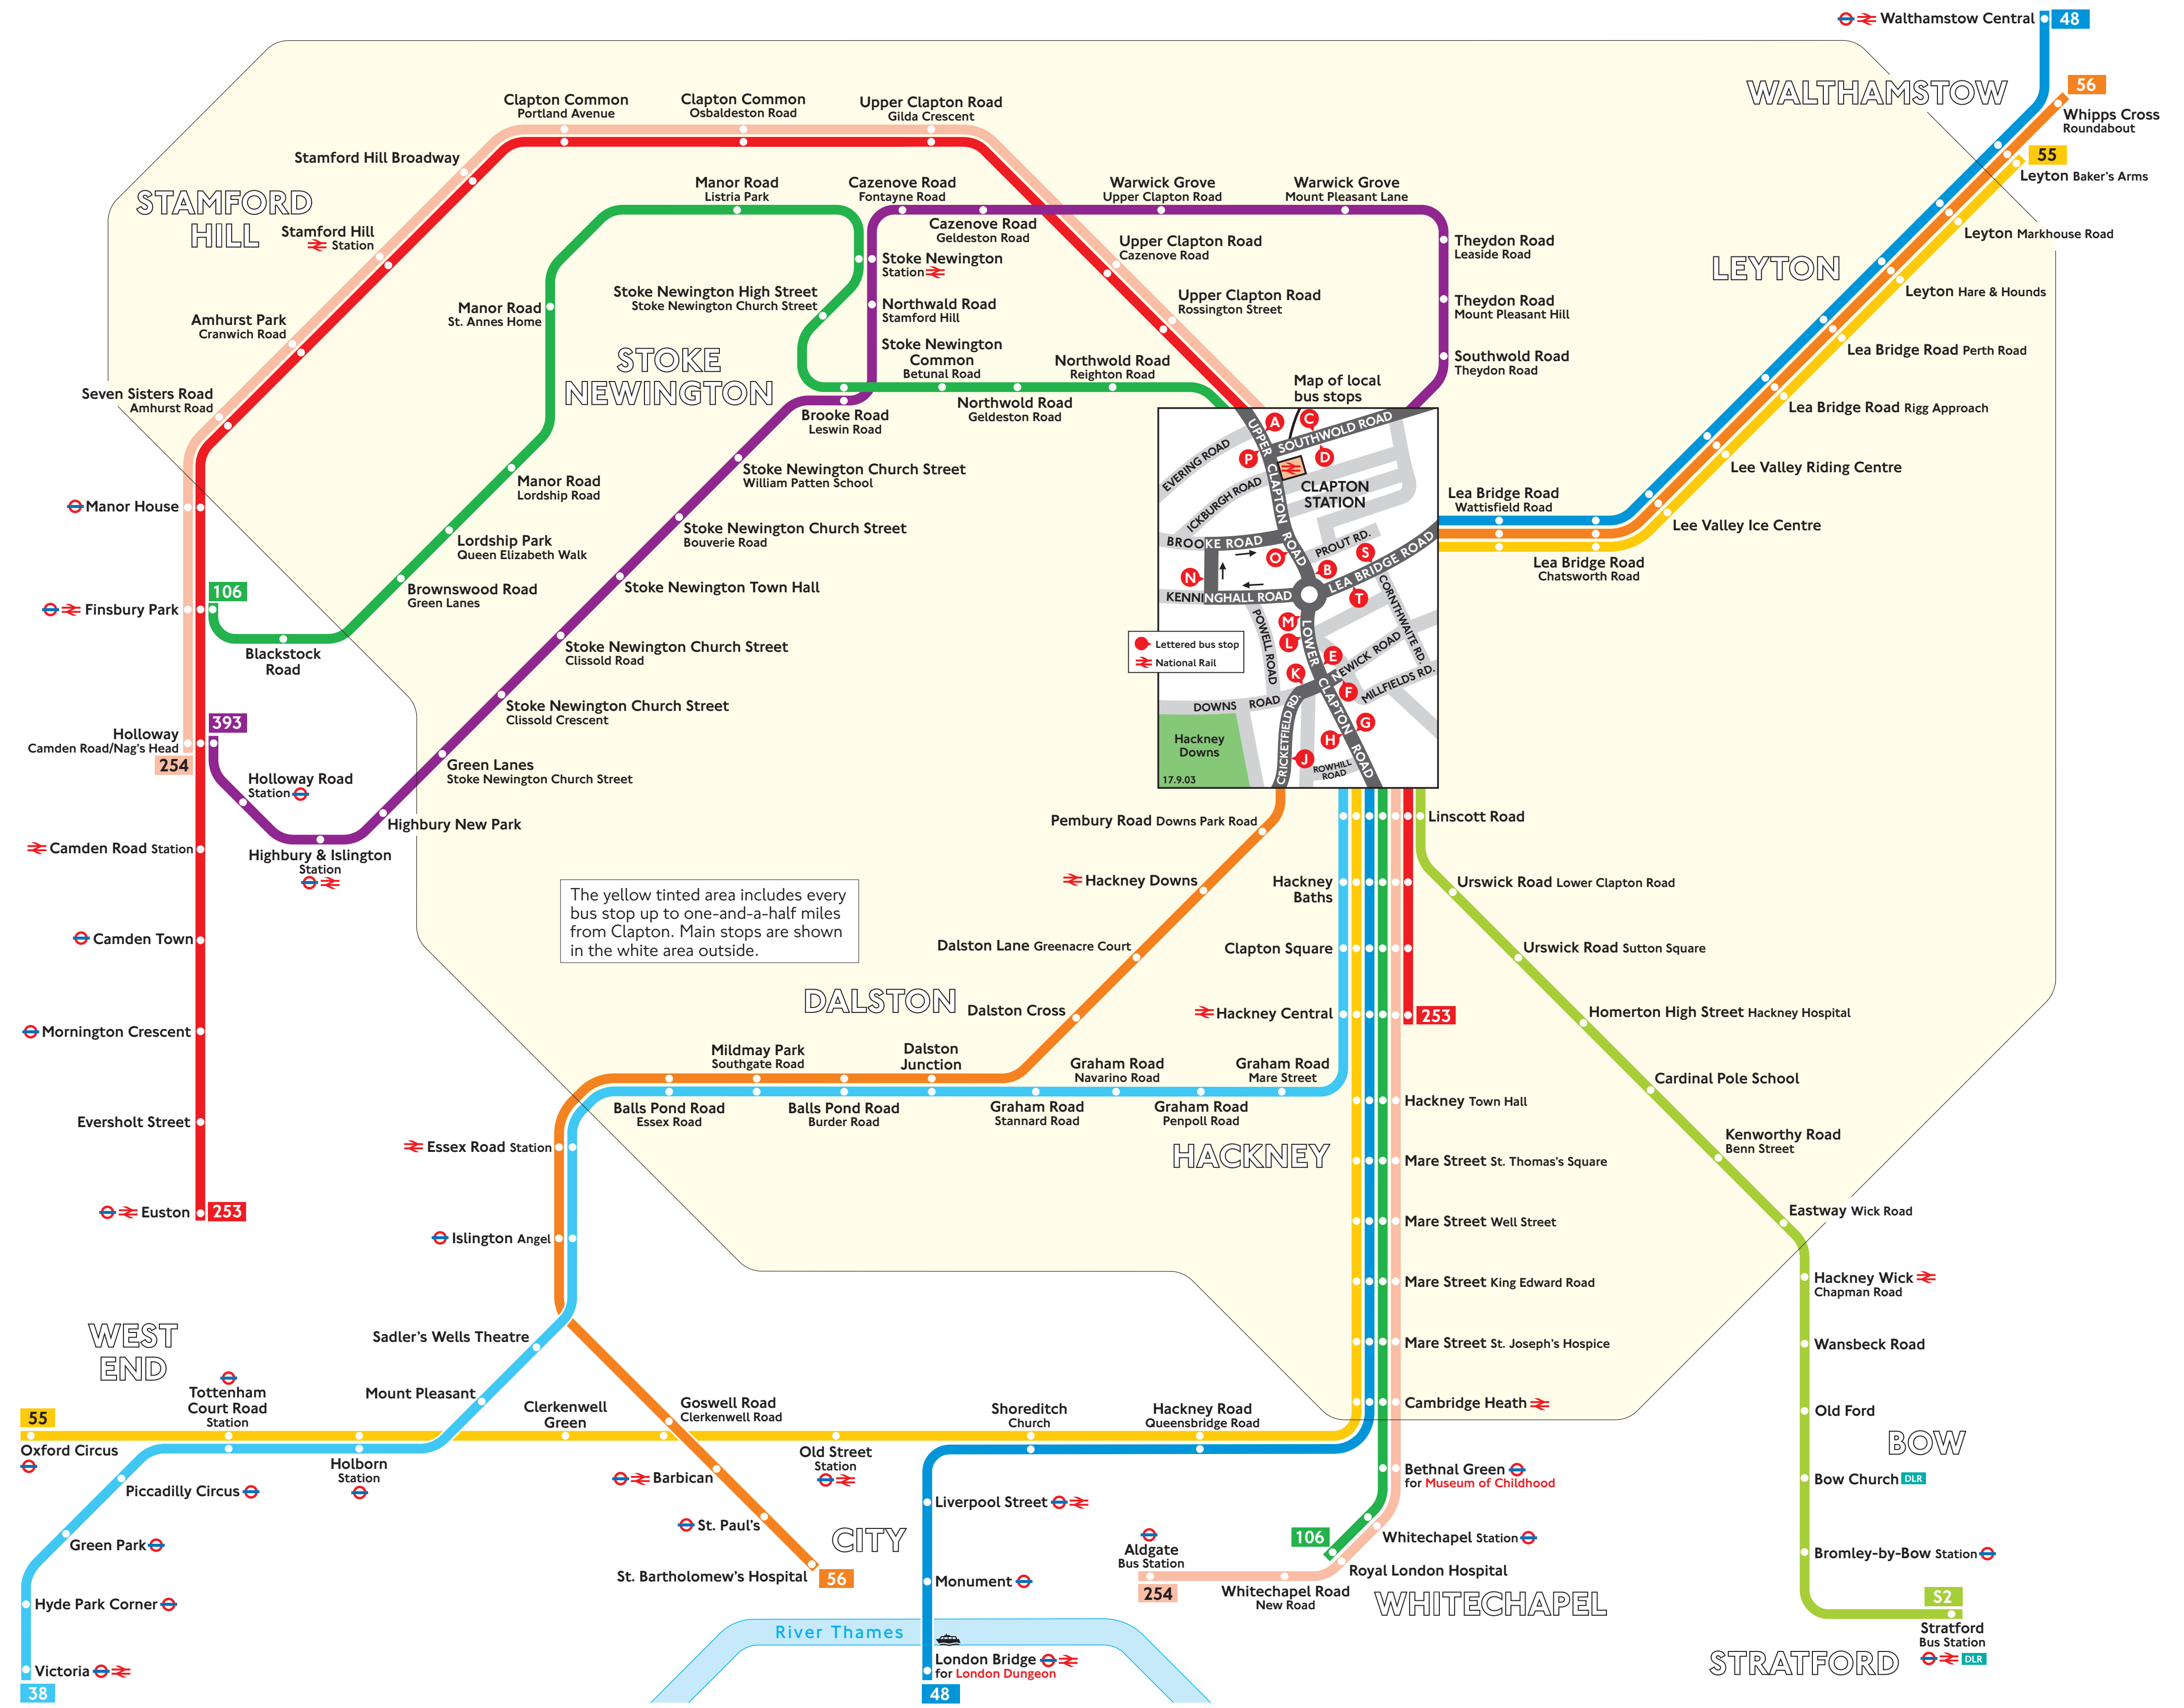 Walthamstow Central
48
WALTHAMSTOW
56
Whipps Cross
Roundabout
55
Leyton Baker's Arms
Leyton Markhouse Road
LEYTON
Leyton Hare & Hounds
Lea Bridge Road Perth Road
Lea Bridge Road Rigg Approach
Lee Valley Riding Centre
Lee Valley Ice Centre
Lea Bridge Road
Wattisfield Road
Lea Bridge Road
Chatsworth Road
Clapton Common
Portland Avenue
Clapton Common
Osbaldeston Road
Upper Clapton Road
Gilda Crescent
Stamford Hill Broadway
STAMFORD
HILL
Stamford Hill
Station
Amhurst Park
Cranwich Road
Seven Sisters Road
Amhurst Road
Manor House
Finsbury Park
106
Blackstock
Road
Holloway
Camden Road/Nag's Head
254
393
Holloway Road
Station
Highbury & Islington
Station
Highbury New Park
Camden Road Station
Camden Town
Mornington Crescent
Eversholt Street
Euston
253
Manor Road
Listria Park
Manor Road
St. Annes Home
Manor Road
Lordship Road
Lordship Park
Queen Elizabeth Walk
Brownswood Road
Green Lanes
STOKE
NEWINGTON
Stoke Newington High Street
Stoke Newington Church Street
Cazenove Road
Fontayne Road
Cazenove Road
Geldeston Road
Warwick Grove
Upper Clapton Road
Warwick Grove
Mount Pleasant Lane
Stoke Newington
Station
Northwald Road
Stamford Hill
Stoke Newington
Common
Betunal Road
Northwold Road
Reighton Road
Northwold Road
Geldeston Road
Brooke Road
Leswin Road
Upper Clapton Road
Cazenove Road
Upper Clapton Road
Rossington Street
Theydon Road
Leaside Road
Theydon Road
Mount Pleasant Hill
Southwold Road
Theydon Road
Stoke Newington Church Street
William Patten School
Stoke Newington Church Street
Bouverie Road
Stoke Newington Town Hall
Stoke Newington Church Street
Clissold Road
Stoke Newington Church Street
Clissold Crescent
Green Lanes
Stoke Newington Church Street
Map of local
bus stops
A
C
SOUTHWOLD ROAD
UPPER CLAPTON ROAD
EVERING ROAD
P
D
CLAPTON
STATION
ICKBURGH ROAD
BROOKE ROAD
O
PROUT RD.
S
B
LEA BRIDGE ROAD
N
KENNINGHALL ROAD
T
CORNTHWAITE RD.
M
L
POWELL ROAD
LOWER CLAPTON ROAD
E
KEWICK ROAD
K
F
MILLFIELDS RD.
DOWNS ROAD
CRICKETFIELD RD.
G
H
J
ROWHILL
ROAD
Hackney
Downs
17.9.03
Lettered bus stop
National Rail
The yellow tinted area includes every
bus stop up to one-and-a-half miles
from Clapton. Main stops are shown
in the white area outside.
Pembury Road Downs Park Road
Hackney Downs
Dalston Lane Greenacre Court
DALSTON
Dalston Cross
Linscott Road
Hackney
Baths
Clapton Square
Hackney Central
253
Urswick Road Lower Clapton Road
Urswick Road Sutton Square
Homerton High Street Hackney Hospital
Cardinal Pole School
Kenworthy Road
Benn Street
Eastway Wick Road
Hackney Wick
Chapman Road
Wansbeck Road
Old Ford
BOW
Bow Church DLR
Bromley-by-Bow Station
S2
Stratford
Bus Station
DLR
STRATFORD
Mildmay Park
Southgate Road
Dalston
Junction
Graham Road
Navarino Road
Graham Road
Mare Street
Balls Pond Road
Essex Road
Balls Pond Road
Burder Road
Graham Road
Stannard Road
Graham Road
Penpoll Road
HACKNEY
Hackney Town Hall
Mare Street St. Thomas's Square
Mare Street Well Street
Mare Street King Edward Road
Mare Street St. Joseph's Hospice
Cambridge Heath
Bethnal Green
for Museum of Childhood
106
Whitechapel Station
Royal London Hospital
WHITECHAPEL
Aldgate
Bus Station
254
Whitechapel Road
New Road
Essex Road Station
Islington Angel
Sadler's Wells Theatre
Mount Pleasant
WEST
END
55
Oxford Circus
Tottenham
Court Road
Station
Holborn
Station
Clerkenwell
Green
Goswell Road
Clerkenwell Road
Old Street
Station
Shoreditch
Church
Hackney Road
Queensbridge Road
Piccadilly Circus
Green Park
Hyde Park Corner
Victoria
38
Barbican
St. Paul's
CITY
St. Bartholomew's Hospital
56
Liverpool Street
Monument
River Thames
London Bridge
for London Dungeon
48